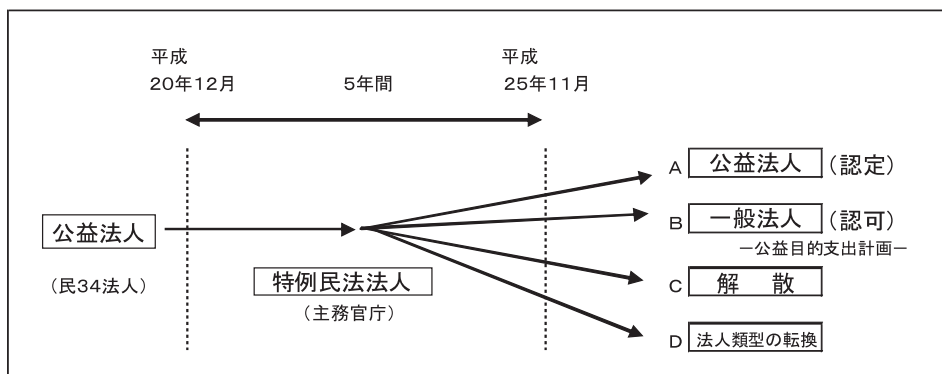 平成
20年12月
5年間
平成
25年11月
公益法人
(民34法人)
特例民法法人
(主務官庁)
A 公益法人 (認定)
B 一般法人 (認可)
－公益目的支出計画－
C 解　散
D 法人類型の転換